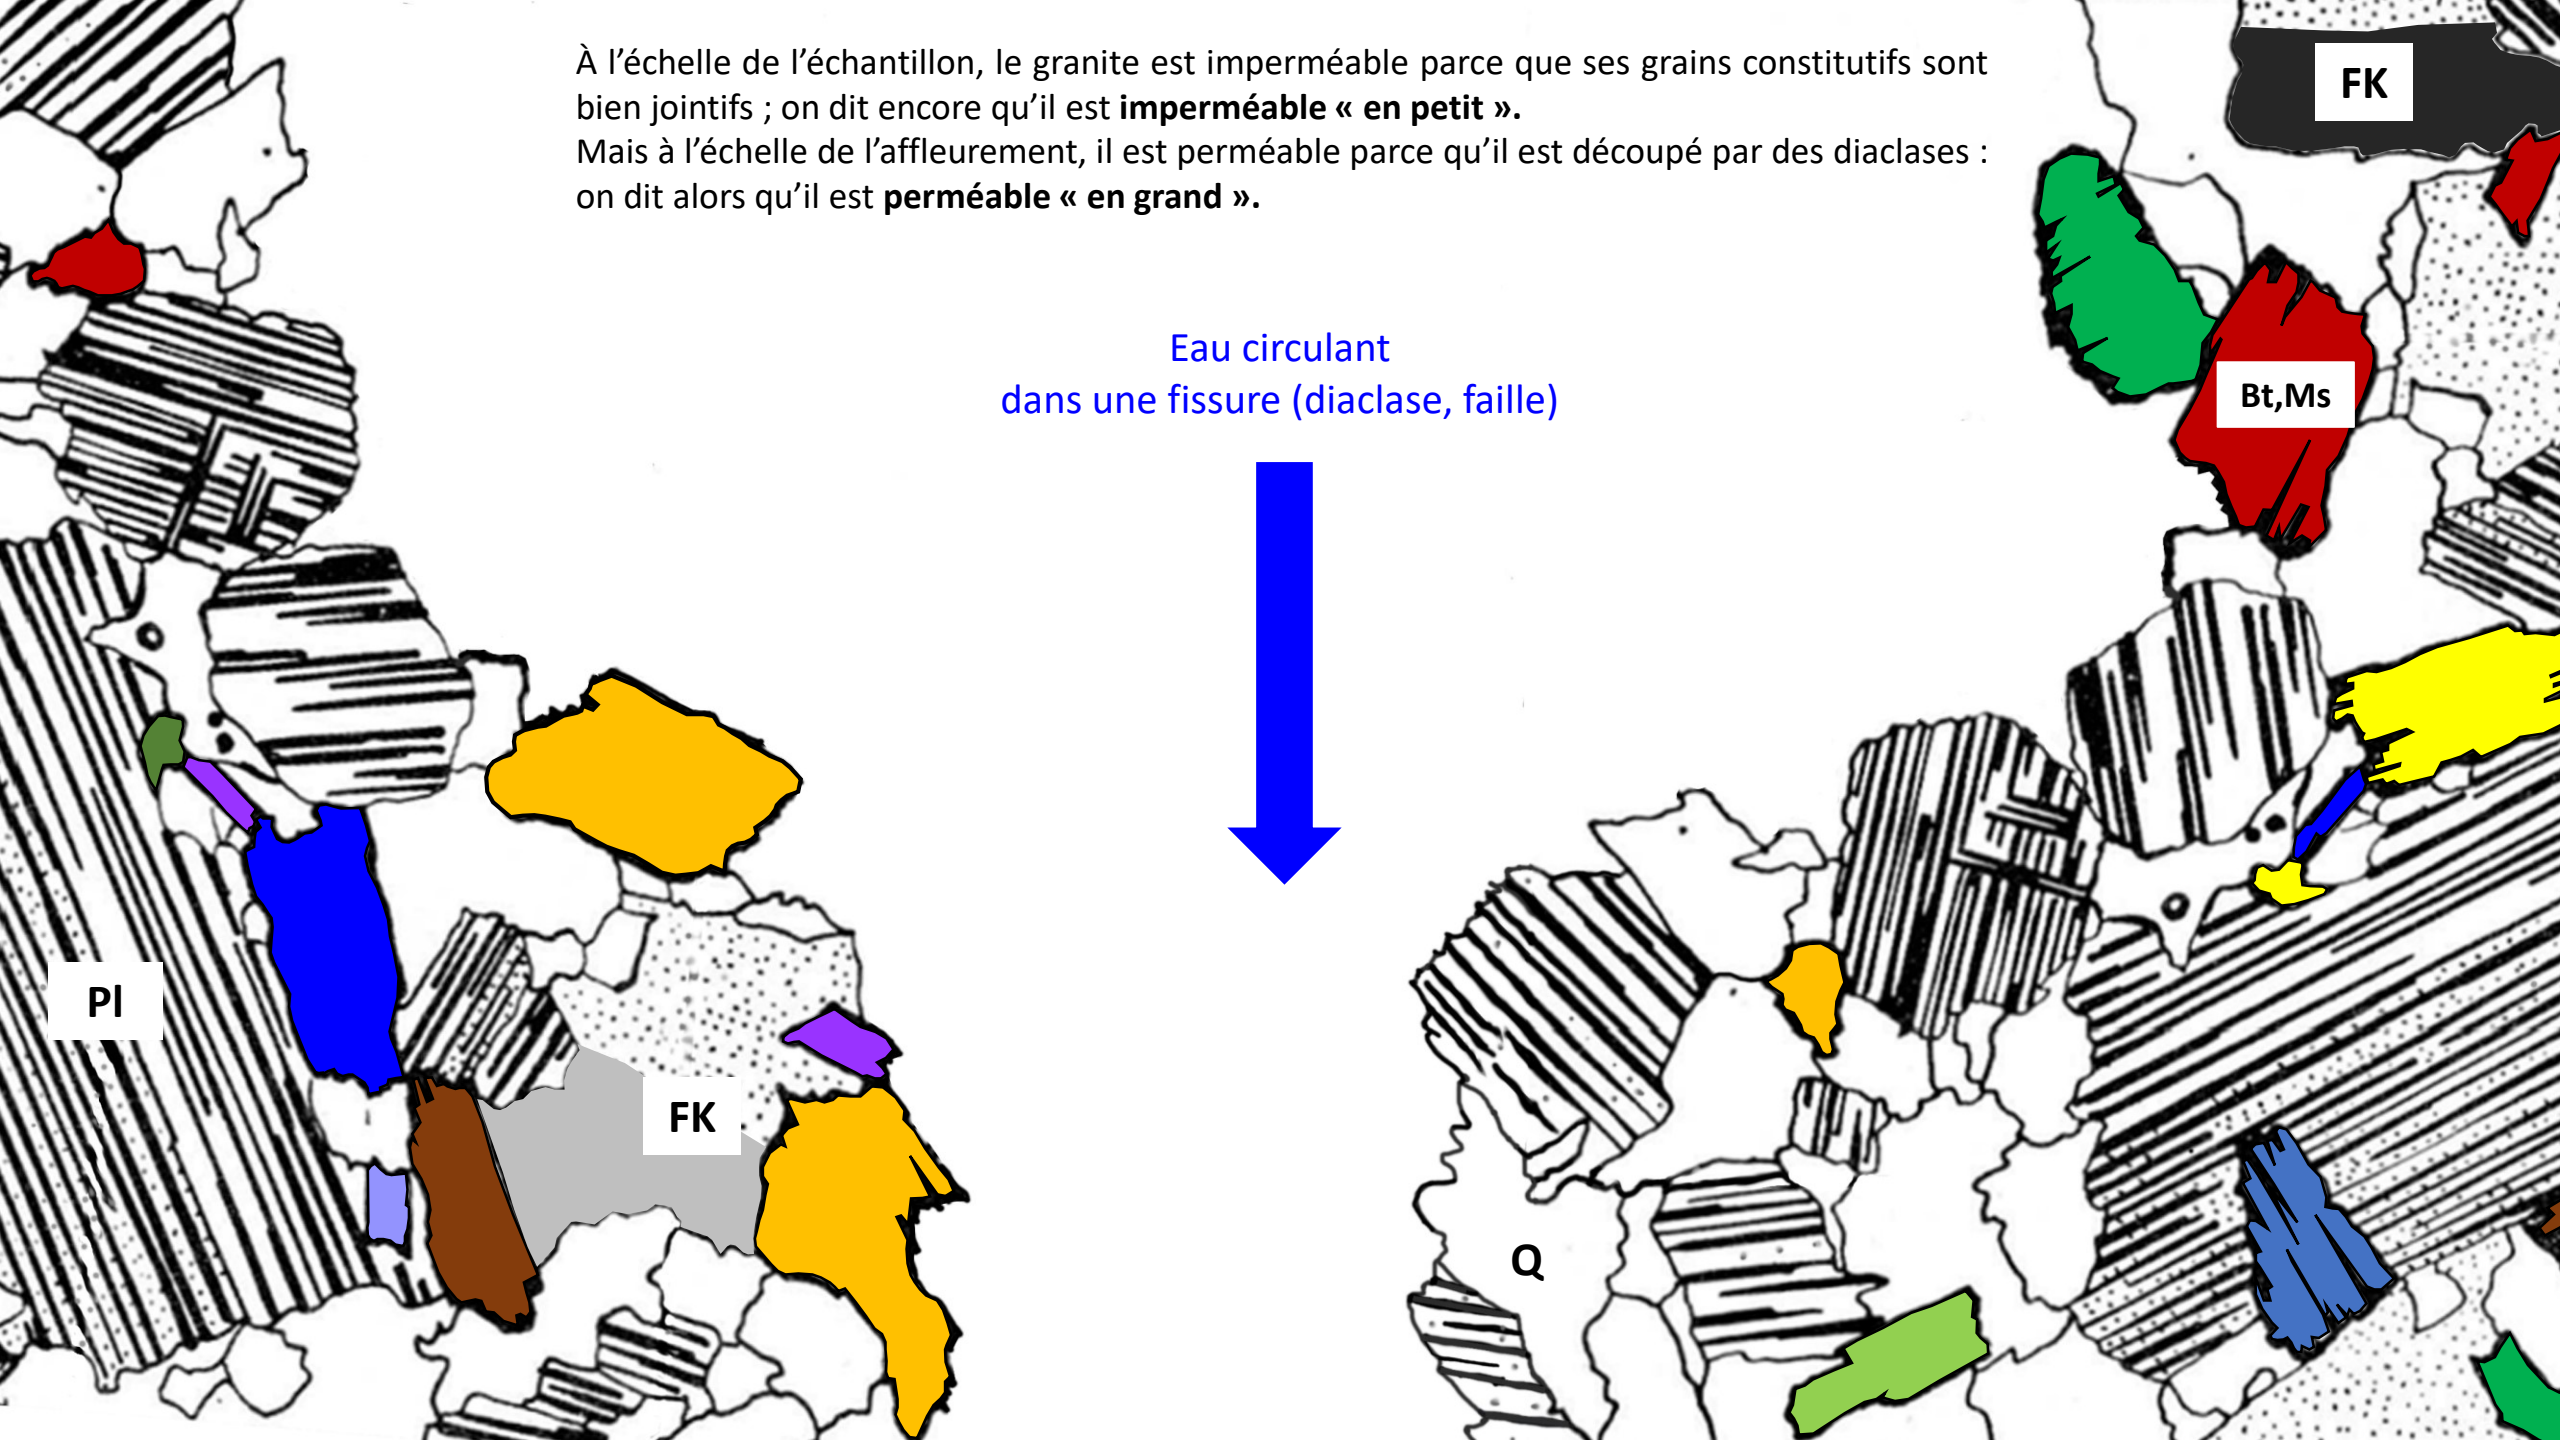 À l’échelle de l’échantillon, le granite est imperméable parce que ses grains constitutifs sont
bien jointifs ; on dit encore qu’il est imperméable « en petit ».
Mais à l’échelle de l’affleurement, il est perméable parce qu’il est découpé par des diaclases :
on dit alors qu’il est perméable « en grand ».
FK
Eau circulant
dans une fissure (diaclase, faille)
Bt,Ms
Pl
FK
Q